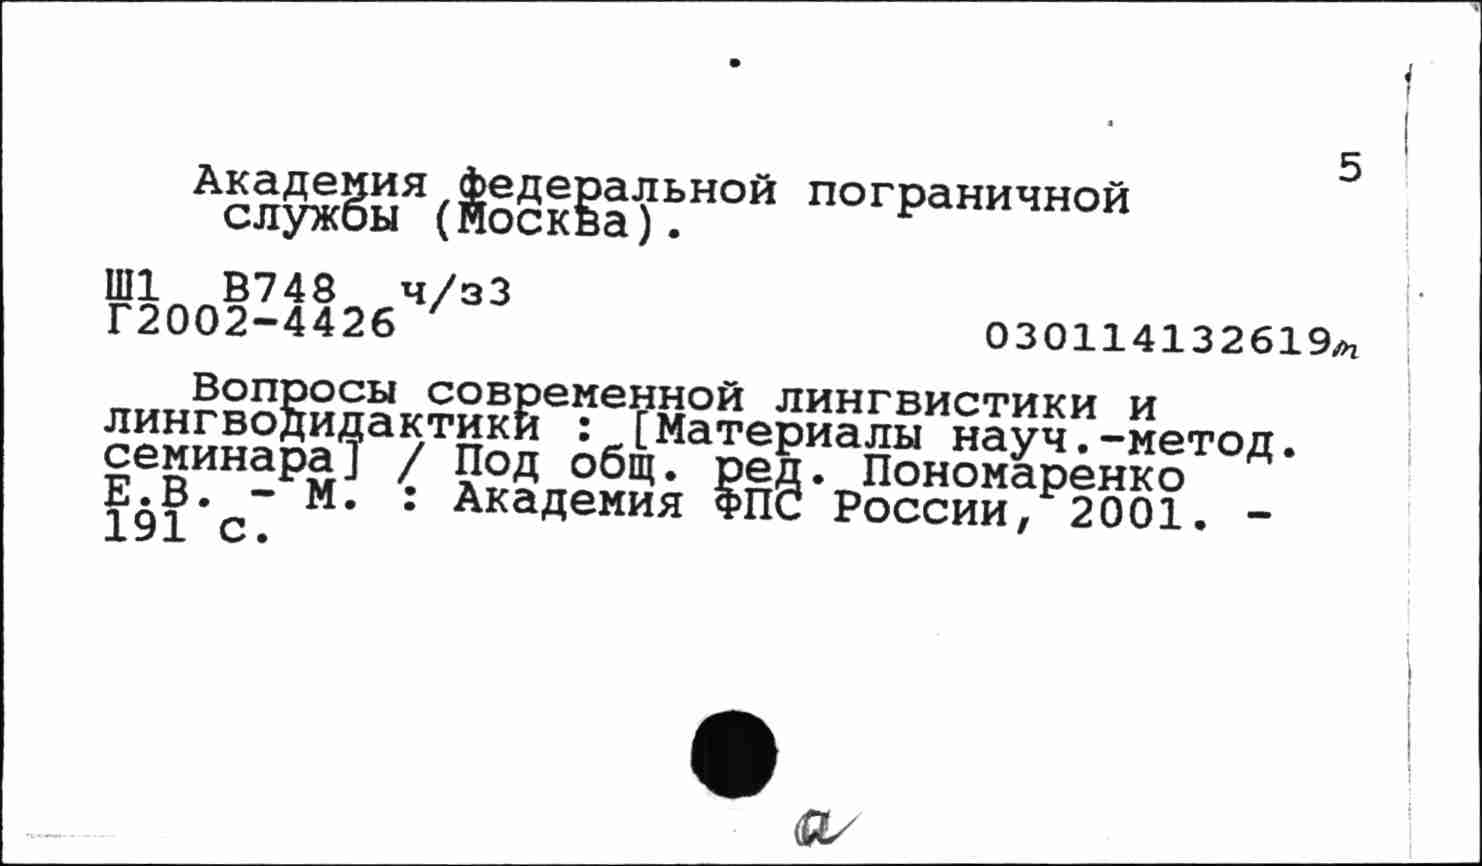 5
Академия федеральной пограничной
службы (Москва).
Ш1 В748 ч/з3
Г2002-4426
030114132619m
Вопросы современной лингвистики и
лингводидактики : [Материалы науч.-метод.
семинара] / Под общ. ред. Пономаренко
Е.В. - М. : Академия ФПС России, 2001. -
191 с.
a